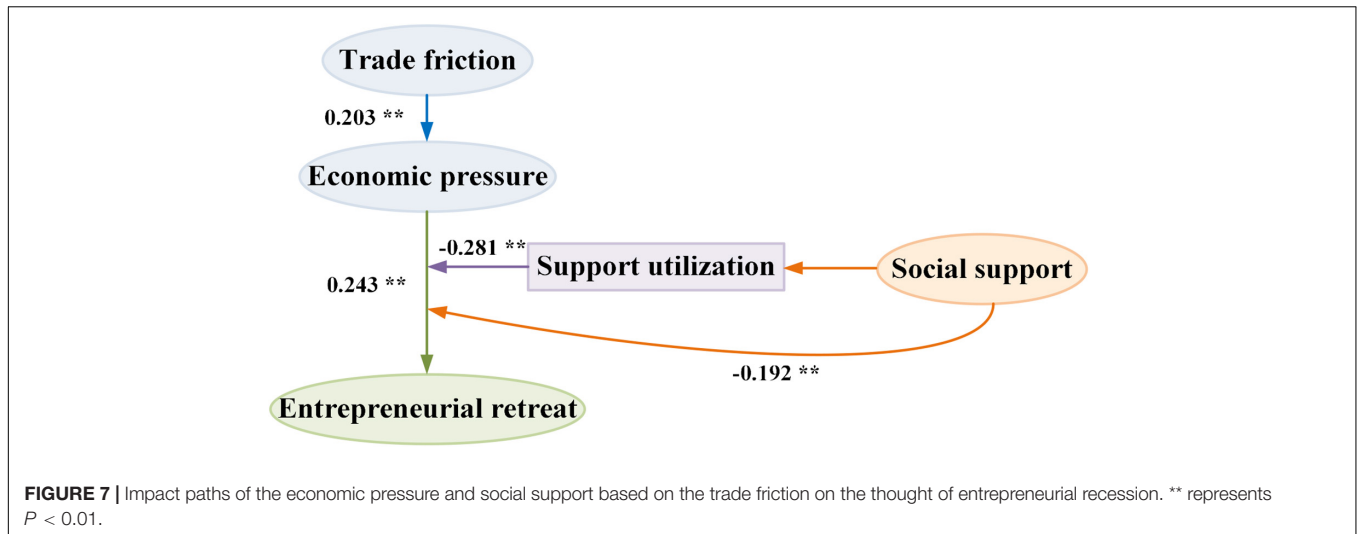 Trade friction
0.203 **
Economic pressure
-0.281 **
Support utilization
Social support
0.243 **
-0.192 **
Entrepreneurial retreat
FIGURE 7 | Impact paths of the economic pressure and social support based on the trade friction on the thought of entrepreneurial recession. ** represents
P < 0.01.